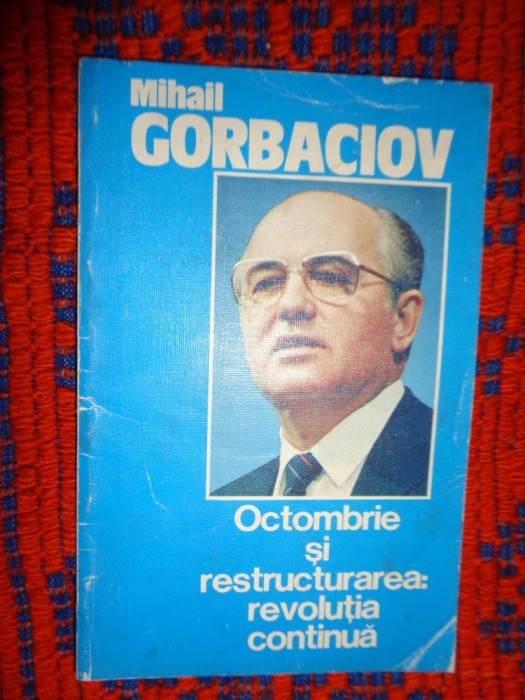 Mihail
GORBACIOV
Octombrie
și
restructurarea:
revoluția
continuă